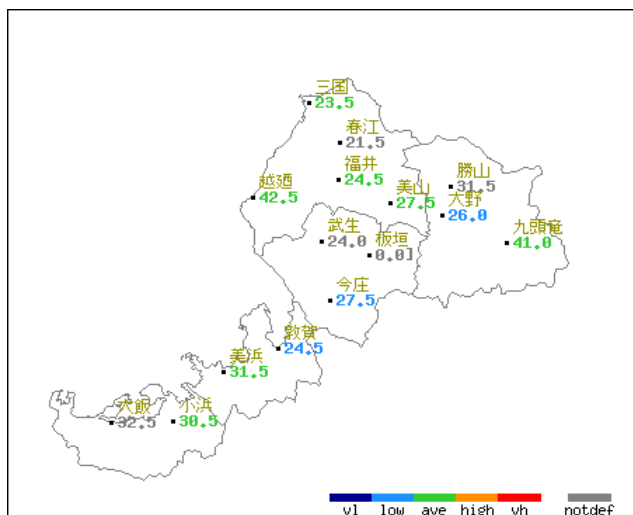 三国
23.5
春江
21.5
福井
24.5
勝山
31.5
越廼
42.5
美山
27.5
大野
26.0
九頭竜
41.0
武生
24.0
板垣
0.0]
今庄
27.5
敦賀
24.5
美浜
31.5
大飯
32.5
小浜
30.5
vl low ave high vh notdef